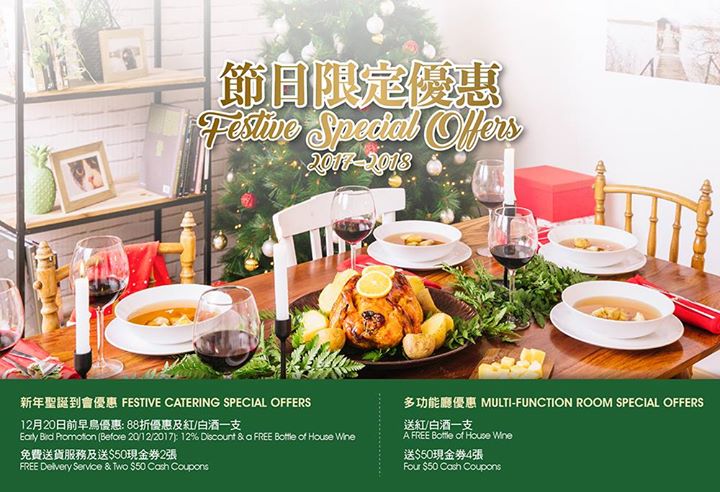 節日限定優惠
Festive Special Offers
2017-2018
新年聖誕到會優惠 FESTIVE CATERING SPECIAL OFFERS
12月20日前早鳥優惠: 88折優惠及紅/白酒一支
Early Bird Promotion (Before 20/12/2017): 12% Discount & a FREE Bottle of House Wine
免費送貨服務及送$50現金券2張
FREE Delivery Service & Two $50 Cash Coupons
多功能廳優惠 MULTI-FUNCTION ROOM SPECIAL OFFERS
送紅/白酒一支
A FREE Bottle of House Wine
送$50現金券4張
Four $50 Cash Coupons